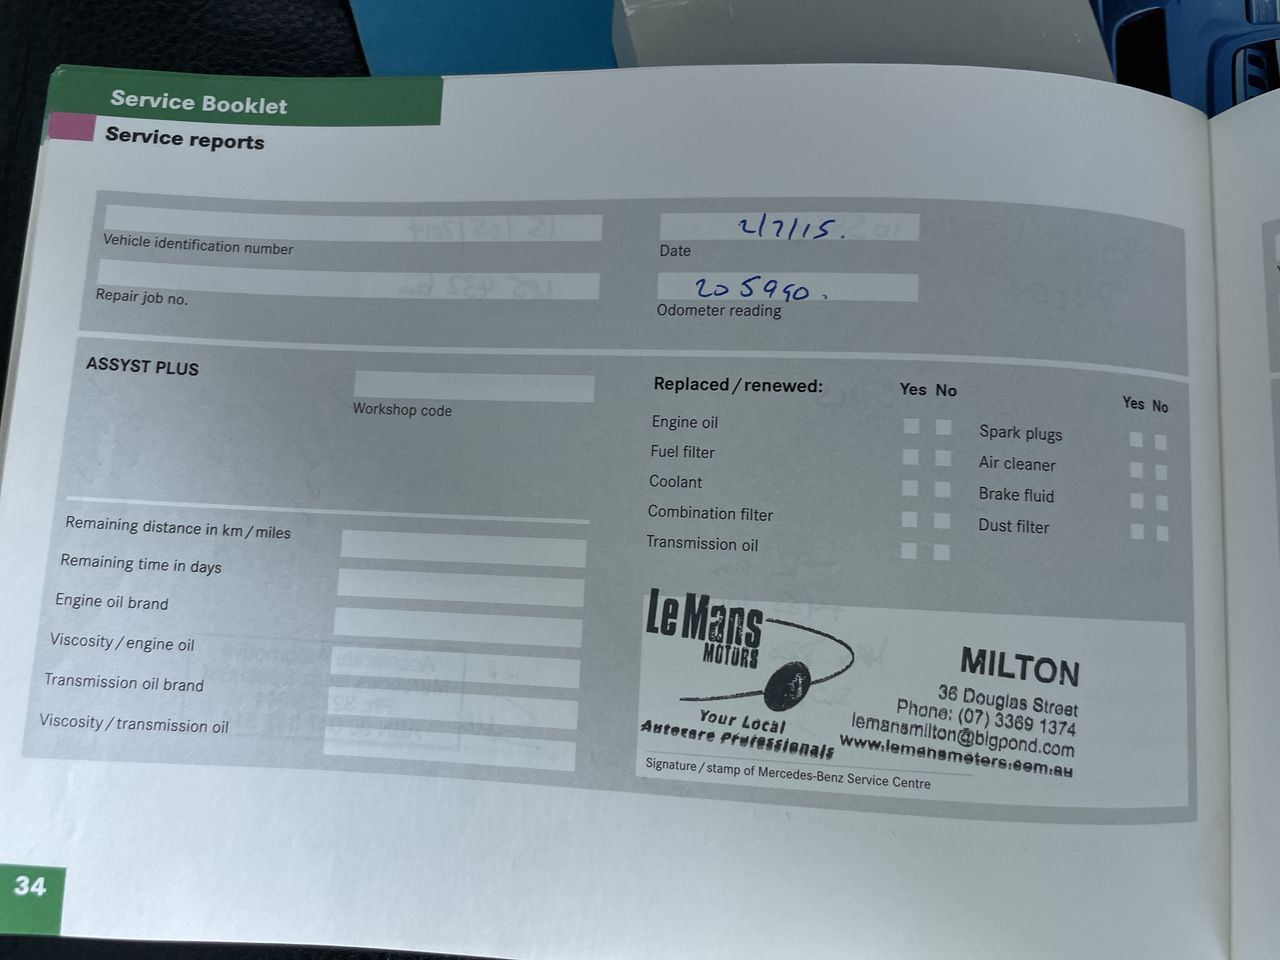 Service Booklet
Service reports
2/7/15.
Vehicle identification number
Date
205990.
Repair job no.
Odometer reading
ASSYST PLUS
Workshop code
Replaced/renewed:
Yes No
Yes No
Engine oil
Spark plugs
Fuel filter
Air cleaner
Coolant
Brake fluid
Combination filter
Dust filter
Transmission oil
Remaining distance in km/miles
Remaining time in days
Engine oil brand
Viscosity/engine oil
Transmission oil brand
Viscosity/transmission oil
Le Mans
MOTORS
Your Local
Autocare Professionals
MILTON
36 Douglas Street
Phone: (07) 3369 1374
lemansmilton@bigpond.com
www.lemansmotors.com.au
Signature/stamp of Mercedes-Benz Service Centre
34